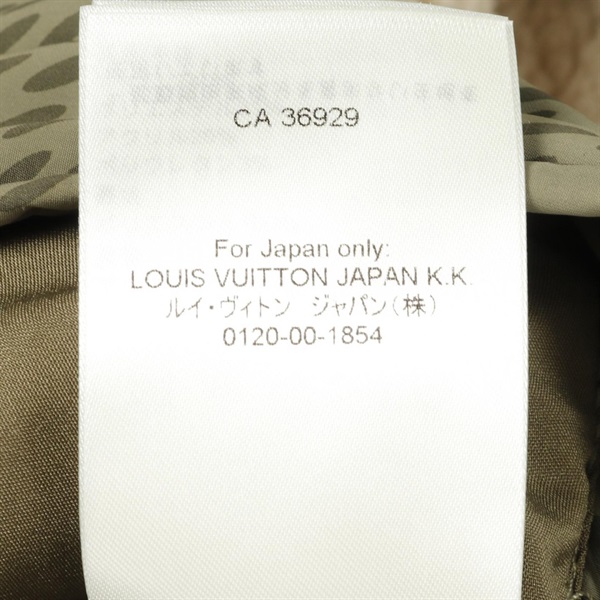 CA 36929
For Japan only:
LOUIS VUITTON JAPAN K.K.
ルイ・ヴィトン　ジャパン(株)
0120-00-1854